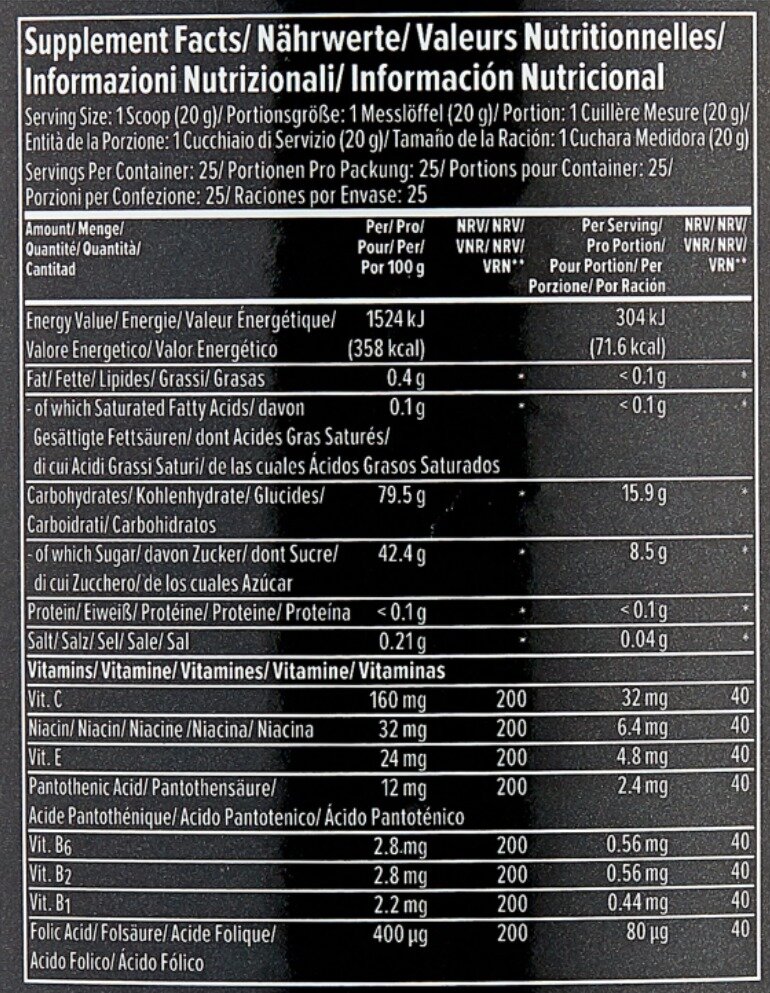 Supplement Facts/ Nährwerte/ Valeurs Nutritionnelles/
Informazioni Nutrizionali/ Información Nutricional
Serving Size: 1 Scoop (20 g)/ Portionsgröße: 1 Messlöffel (20 g)/ Portion: 1 Cuillère Mesure (20 g)/
Entità de la Porzione: 1 Cucchiaio di Servizio (20 g)/ Tamaño de la Ración: 1 Cuchara Medidora (20 g)
Servings Per Container: 25/ Portionen Pro Packung: 25/ Portions pour Container: 25/
Porzioni per Confezione: 25/ Raciones por Envase: 25
Amount/ Menge/ Per/ Pro/ NRV/ NRV/ Per Serving/ NRV/ NRV/
Quantité/ Quantità/ Pour/ Per/ VNR/ NRV/ Pro Portion/ VNR/ NRV/
Cantitad Por 100 g VRN** Pour Portion/ Per VRN**
Porzione/ Por Ración
Energy Value/ Energie/ Valeur Énergétique/ 1524 kJ 304 kJ
Valore Energetico/ Valor Energético (358 kcal) (71.6 kcal)
Fat/ Fette/ Lipides/ Grassi/ Grasas 0.4 g * < 0.1 g *
- of which Saturated Fatty Acids/ davon 0.1 g * < 0.1 g *
Gesättigte Fettsäuren/ dont Acides Gras Saturés/
di cui Acidi Grassi Saturi/ de las cuales Ácidos Grasos Saturados
Carbohydrates/ Kohlenhydrate/ Glucides/ 79.5 g * 15.9 g *
Carboidrati/ Carbohidratos
- of which Sugar/ davon Zucker/ dont Sucre/ 42.4 g * 8.5 g *
di cui Zucchero/ de los cuales Azúcar
Protein/ Eiweiß/ Protéine/ Proteine/ Proteína < 0.1 g * < 0.1 g *
Salt/ Salz/ Sel/ Sale/ Sal 0.21 g * 0.04 g *
Vitamins/ Vitamine/ Vitamines/ Vitamine/ Vitaminas
Vit. C 160 mg 200 32 mg 40
Niacin/ Niacin/ Niacine /Niacina/ Niacina 32 mg 200 6.4 mg 40
Vit. E 24 mg 200 4.8 mg 40
Pantothenic Acid/ Pantothensäure/ 12 mg 200 2.4 mg 40
Acide Pantothénique/ Acido Pantotenico/ Ácido Pantoténico
Vit. B6 2.8 mg 200 0.56 mg 40
Vit. B2 2.8 mg 200 0.56 mg 40
Vit. B1 2.2 mg 200 0.44 mg 40
Folic Acid/ Folsäure/ Acide Folique/ 400 µg 200 80 µg 40
Acido Folico/ Ácido Fólico